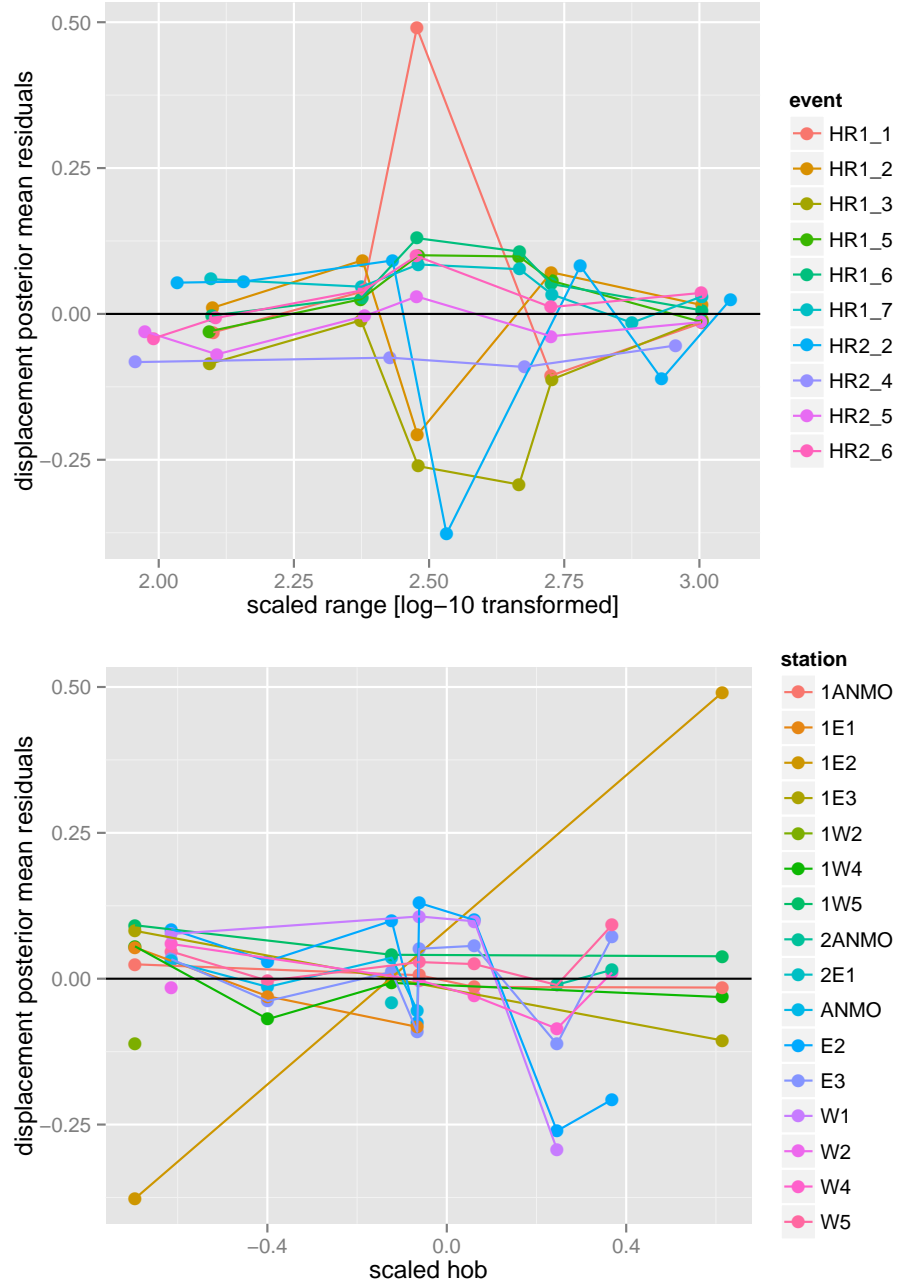 displacement posterior mean residuals
0.50
0.25
0.00
−0.25
2.00 2.25 2.50 2.75 3.00
scaled range [log−10 transformed]
event
HR1_1
HR1_2
HR1_3
HR1_5
HR1_6
HR1_7
HR2_2
HR2_4
HR2_5
HR2_6
displacement posterior mean residuals
0.50
0.25
0.00
−0.25
−0.4 0.0 0.4
scaled hob
station
1ANMO
1E1
1E2
1E3
1W2
1W4
1W5
2ANMO
2E1
ANMO
E2
E3
W1
W2
W4
W5